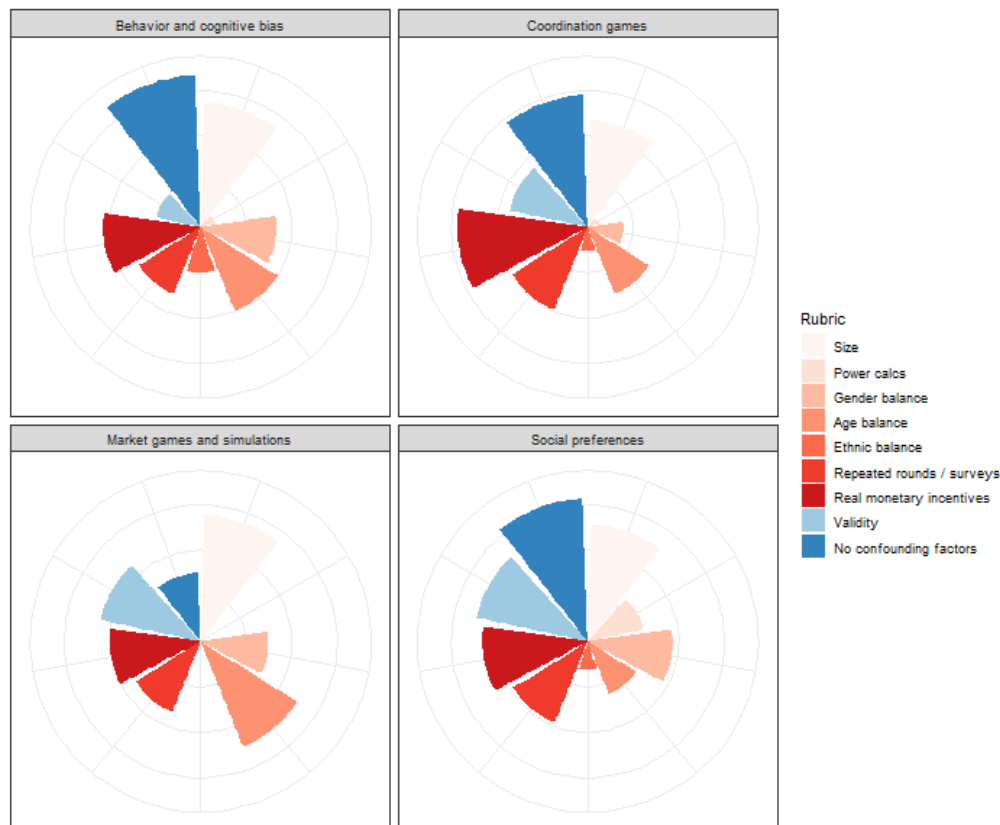 Behavior and cognitive bias
Coordination games
Market games and simulations
Social preferences
Rubric
Size
Power calcs
Gender balance
Age balance
Ethnic balance
Repeated rounds / surveys
Real monetary incentives
Validity
No confounding factors